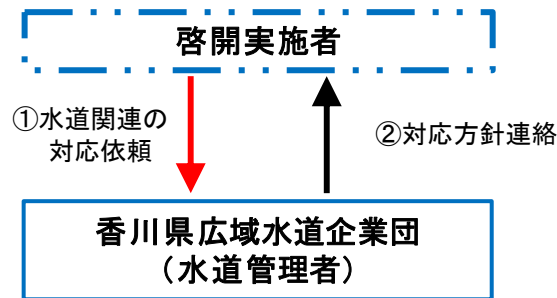 啓開実施者
①水道関連の
対応依頼
②対応方針連絡
香川県広域水道企業団
（水道管理者）